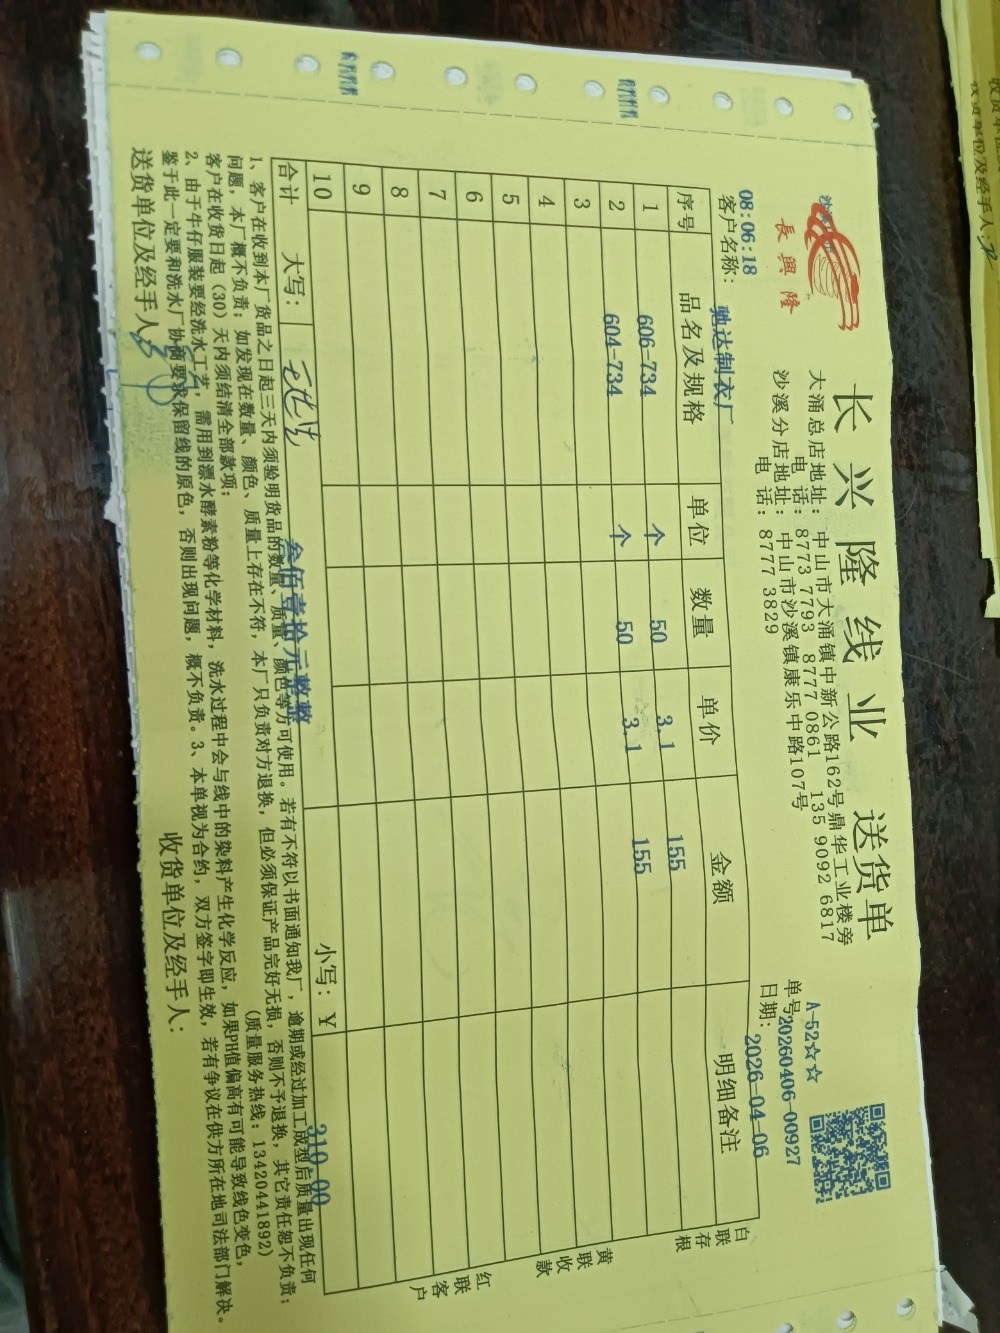 長興隆
长兴隆线业 送货单
大涌总店地址：中山市大涌镇中新公路162号鼎华工业楼旁
电话：8773 7793 8777 0861 135 9092 6817
沙溪分店地址：中山市沙溪镇康乐中路107号
电话：8777 3829
A-52☆☆
单号 20260406-00927
日期：2026-04-06
08:06:18
客户名称：驰达制衣厂
序号 品名及规格 单位 数量 单价 金额 明细备注
1 606-734 个 50 3.1 155
2 604-734 个 50 3.1 155
3
4
5
6
7
8
9
10
合计 大写：叁佰壹拾元整整 小写：￥310.00
白联存根
黄联收款
红联客户
1、客户在收到本厂货品之日起三天内须验明货品的数量、质量、颜色等方可使用。若有不符以书面通知我厂，逾期或经过加工成型后质量出现任何
问题，本厂概不负责；如发现在数量、颜色、质量上存在不符，本厂只负责对方退换，但必须保证产品完好无损，否则不予退换，其它责任恕不负责；
客户在收货日起（30）天内须结清全部款项； （质量服务热线：13420441892）
2、由于牛仔服装要经洗水工艺，需用到漂水酵素粉等化学材料，洗水过程中会与线中的染料产生化学反应，如果PH值偏高有可能导致线色变色，
鉴于此一定要和洗水厂协商要求保留线的原色，否则出现问题，概不负责。3、本单视为合约，双方签字即生效，若有争议在供方所在地司法部门解决。
送货单位及经手人
收货单位及经手人：
收货单位及经手人：